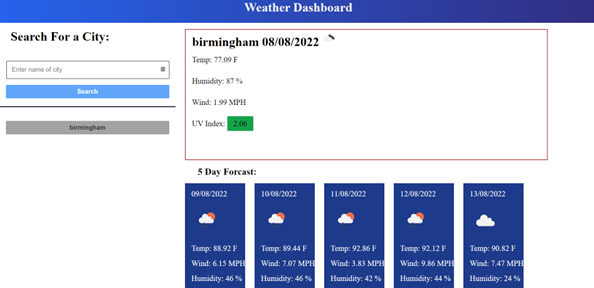 Weather Dashboard
Search For a City:
Enter name of city
Search
birmingham
birmingham 08/08/2022
Temp: 77.09 F
Humidity: 87 %
Wind: 1.99 MPH
UV Index: 2.06
5 Day Forcast:
09/08/2022
Temp: 88.92 F
Wind: 6.15 MPH
Humidity: 46 %
10/08/2022
Temp: 89.44 F
Wind: 7.07 MPH
Humidity: 46 %
11/08/2022
Temp: 92.86 F
Wind: 3.83 MPH
Humidity: 42 %
12/08/2022
Temp: 92.12 F
Wind: 9.86 MPH
Humidity: 44 %
13/08/2022
Temp: 90.82 F
Wind: 7.47 MPH
Humidity: 24 %